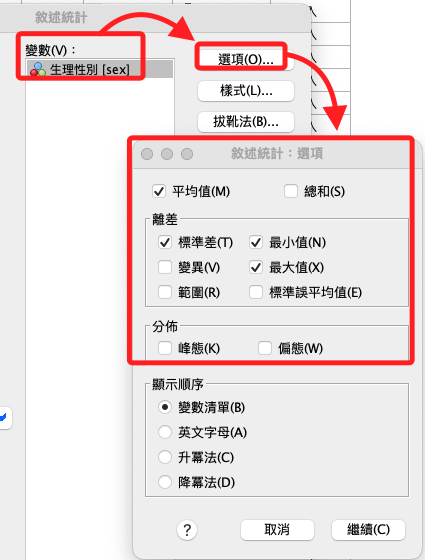 敘述統計
變數(V)：
生理性別 [sex]
選項(O)...
樣式(L)...
拔靴法(B)...
敘述統計：選項
平均值(M)
總和(S)
離差
標準差(T)
最小值(N)
變異(V)
最大值(X)
範圍(R)
標準誤平均值(E)
分佈
峰態(K)
偏態(W)
顯示順序
變數清單(B)
英文字母(A)
升冪法(C)
降冪法(D)
?
取消
繼續(C)